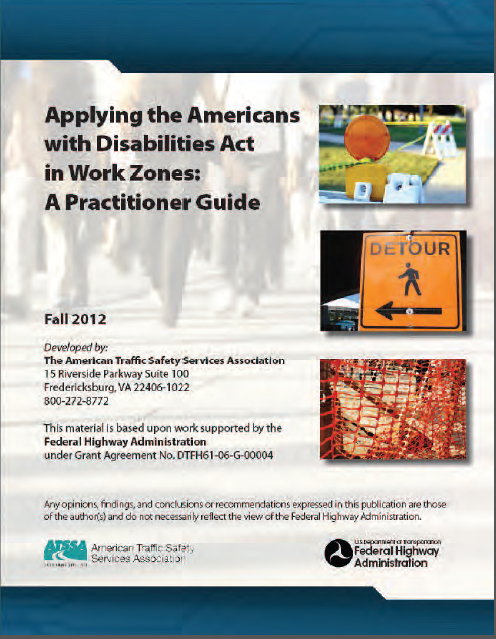 Applying the Americans
with Disabilities Act
in Work Zones:
A Practitioner Guide
DETOUR
Fall 2012
Developed by:
The American Traffic Safety Services Association
15 Riverside Parkway Suite 100
Fredericksburg, VA 22406-1022
800-272-8772
This material is based upon work supported by the
Federal Highway Administration
under Grant Agreement No. DTFH61-06-G-00004
Any opinions, findings, and conclusions or recommendations expressed in this publication are those
of the author(s) and do not necessarily reflect the view of the Federal Highway Administration.
ATSSA
American Traffic Safety
Services Association
U.S. Department of Transportation
Federal Highway
Administration